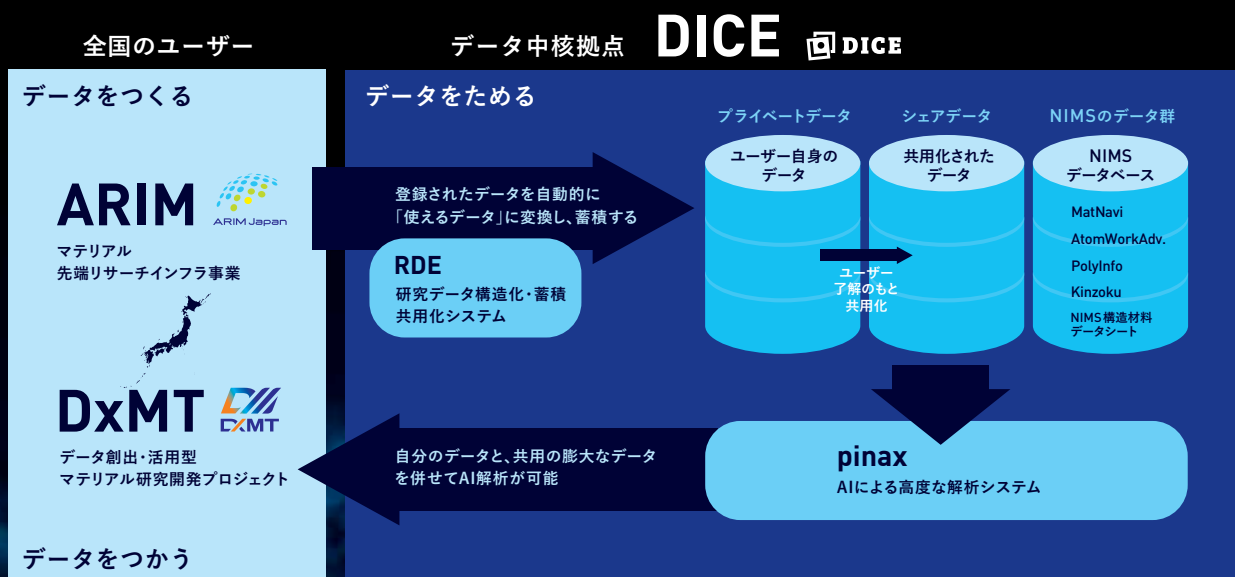 全国のユーザー
データ中核拠点 DICE DICE
データをつくる
ARIM
ARIM Japan
マテリアル
先端リサーチインフラ事業
DxMT
DXMT
データ創出・活用型
マテリアル研究開発プロジェクト
データをつかう
データをためる
登録されたデータを自動的に
「使えるデータ」に変換し、蓄積する
RDE
研究データ構造化・蓄積
共用化システム
プライベートデータ
ユーザー自身の
データ
シェアデータ
共用化された
データ
ユーザー
了解のもと
共用化
NIMSのデータ群
NIMS
データベース
MatNavi
AtomWorkAdv.
PolyInfo
Kinzoku
NIMS構造材料
データシート
pinax
AIによる高度な解析システム
自分のデータと、共用の膨大なデータ
を併せてAI解析が可能